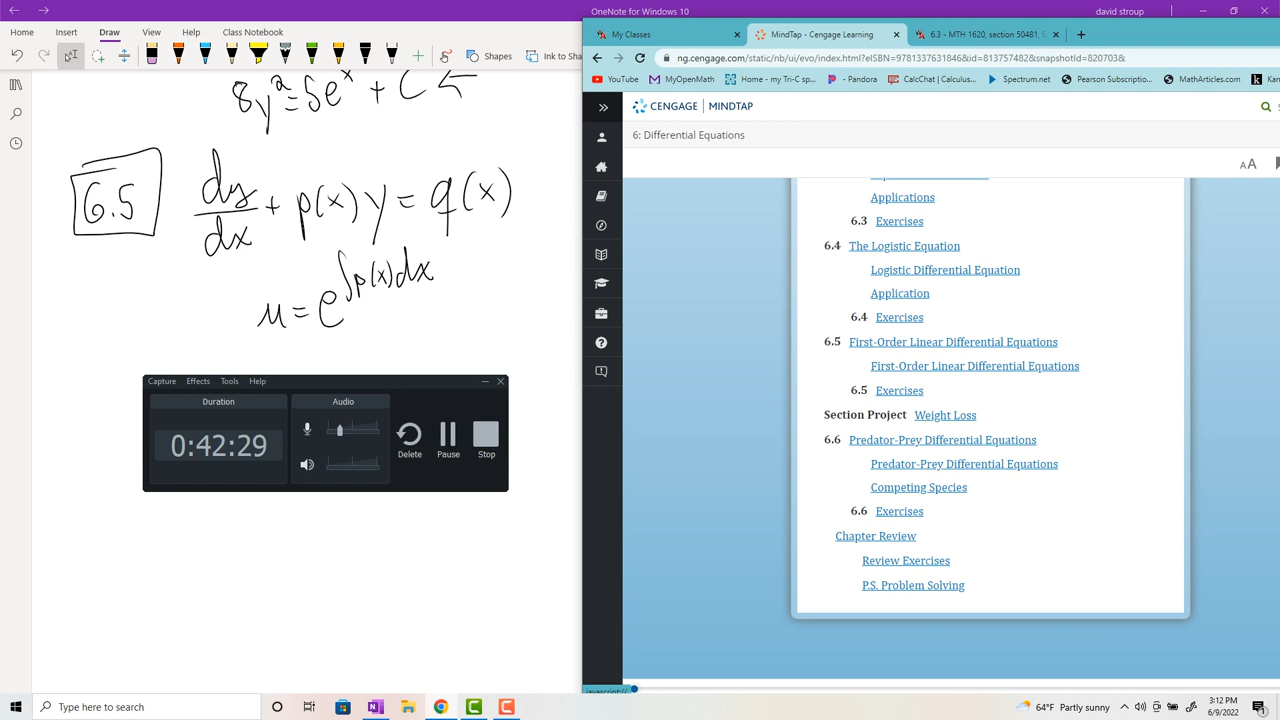 OneNote for Windows 10
david stroup
Home Insert Draw View Help Class Notebook
Shapes Ink to Shape
8y²=5e^x + C
6.5 dy/dx + p(x)y = q(x)
μ = e^∫p(x)dx
Capture Effects Tools Help
Duration Audio
0:42:29
Delete Pause Stop
My Classes
MindTap - Cengage Learning
6.3 - MTH 1620, section 50481, S
ng.cengage.com/static/nb/ui/evo/index.html?eISBN=9781337631846&id=813757482&snapshotId=820703&
YouTube MyOpenMath Home - my Tri-C sp... - Pandora CalcChat | Calculus... Spectrum.net Pearson Subscription... MathArticles.com
CENGAGE | MINDTAP
6: Differential Equations
AA
Applications
6.3 Exercises
6.4 The Logistic Equation
Logistic Differential Equation
Application
6.4 Exercises
6.5 First-Order Linear Differential Equations
First-Order Linear Differential Equations
6.5 Exercises
Section Project Weight Loss
6.6 Predator-Prey Differential Equations
Predator-Prey Differential Equations
Competing Species
6.6 Exercises
Chapter Review
Review Exercises
P.S. Problem Solving
javascript://
Type here to search
64°F Partly sunny
3:12 PM
6/9/2022